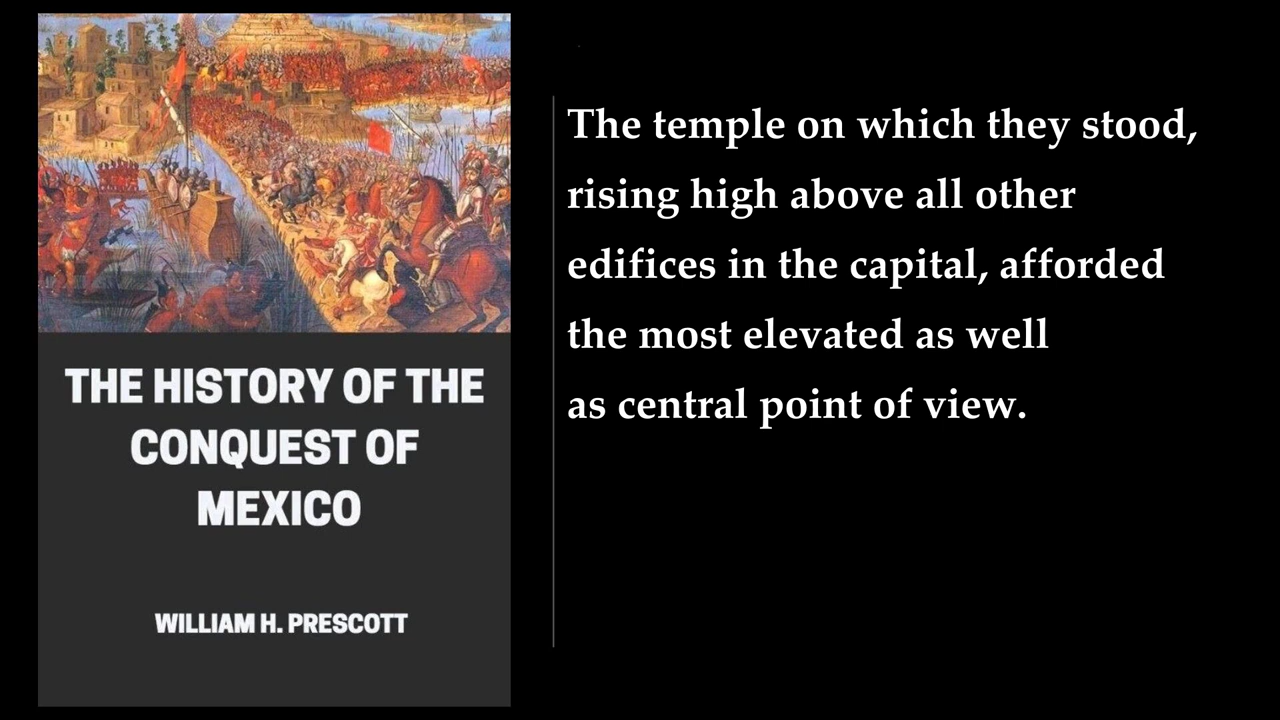 THE HISTORY OF THE
CONQUEST OF
MEXICO
WILLIAM H. PRESCOTT
The temple on which they stood,
rising high above all other
edifices in the capital, afforded
the most elevated as well
as central point of view.